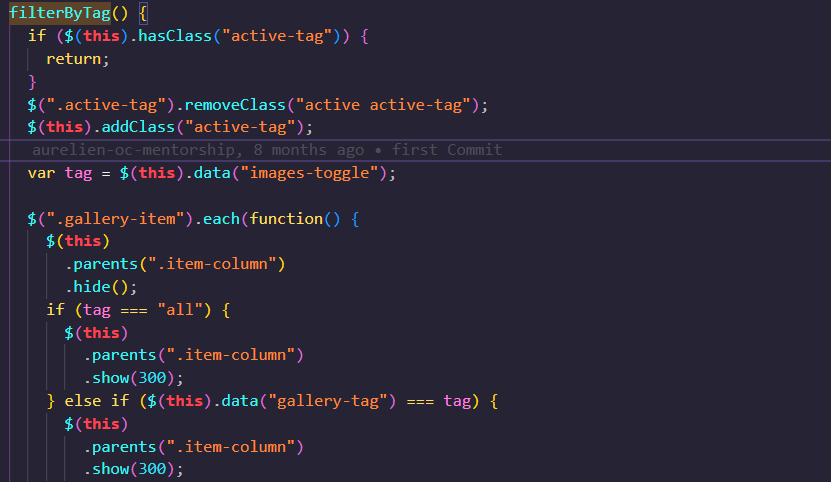 filterByTag() {
if ($(this).hasClass("active-tag")) {
return;
}
$(".active-tag").removeClass("active active-tag");
$(this).addClass("active-tag");
aurelien-oc-mentorship, 8 months ago • first Commit
var tag = $(this).data("images-toggle");
$(".gallery-item").each(function() {
$(this)
.parents(".item-column")
.hide();
if (tag === "all") {
$(this)
.parents(".item-column")
.show(300);
} else if ($(this).data("gallery-tag") === tag) {
$(this)
.parents(".item-column")
.show(300);